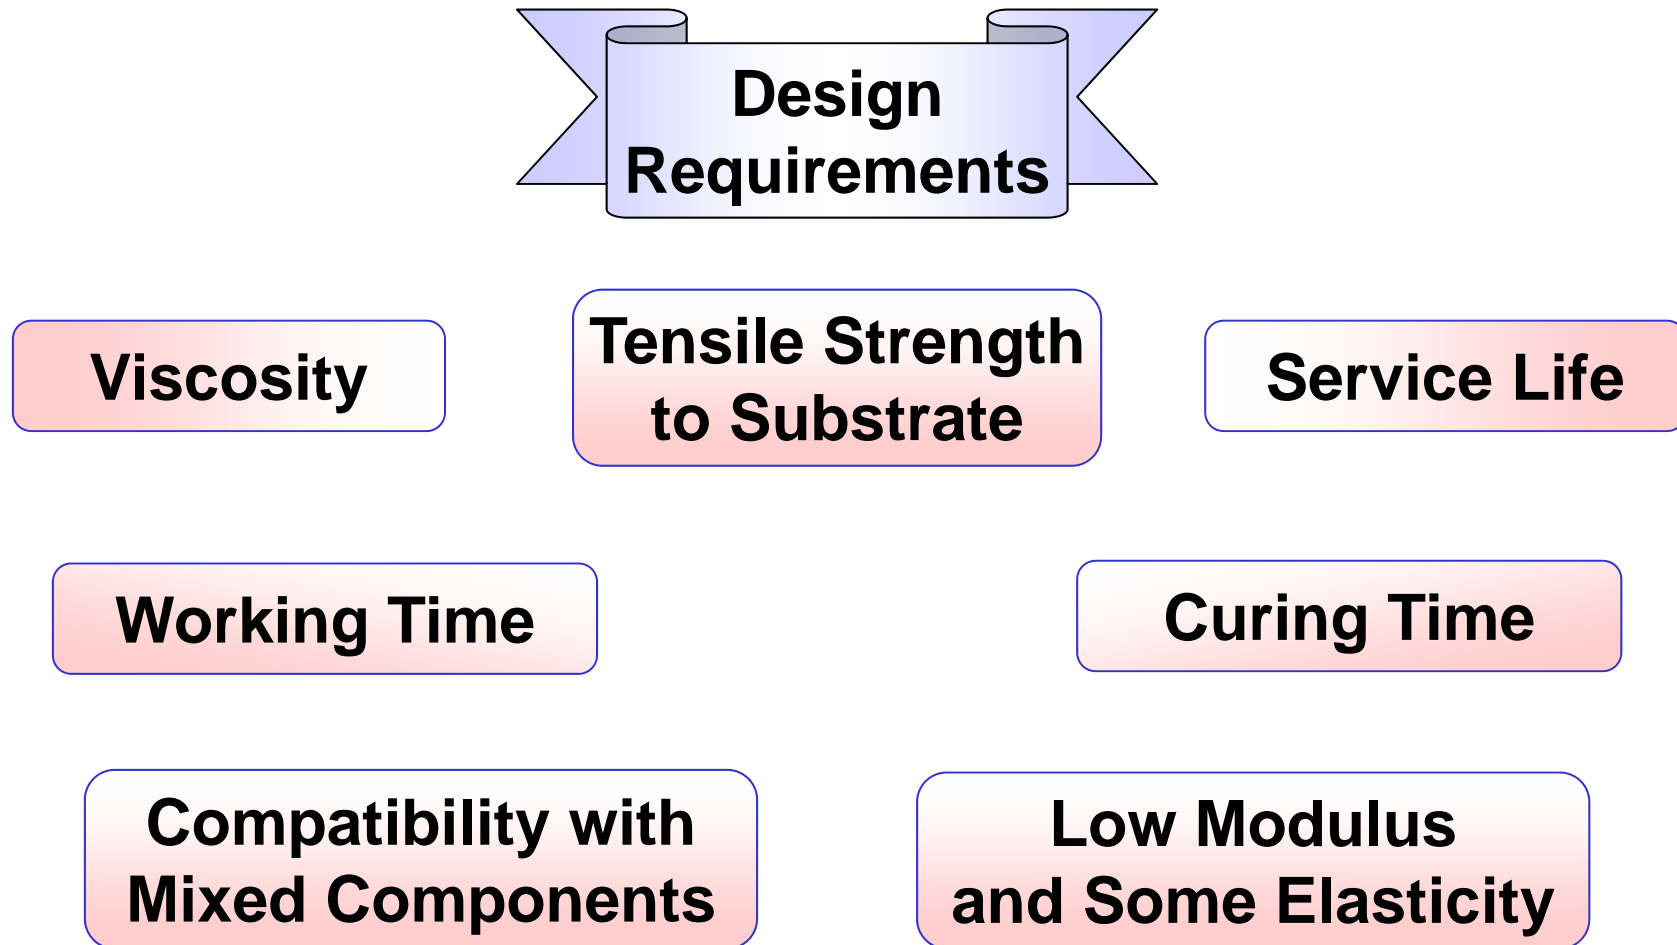 Design
Requirements
Viscosity
Tensile Strength
to Substrate
Service Life
Working Time
Curing Time
Compatibility with
Mixed Components
Low Modulus
and Some Elasticity